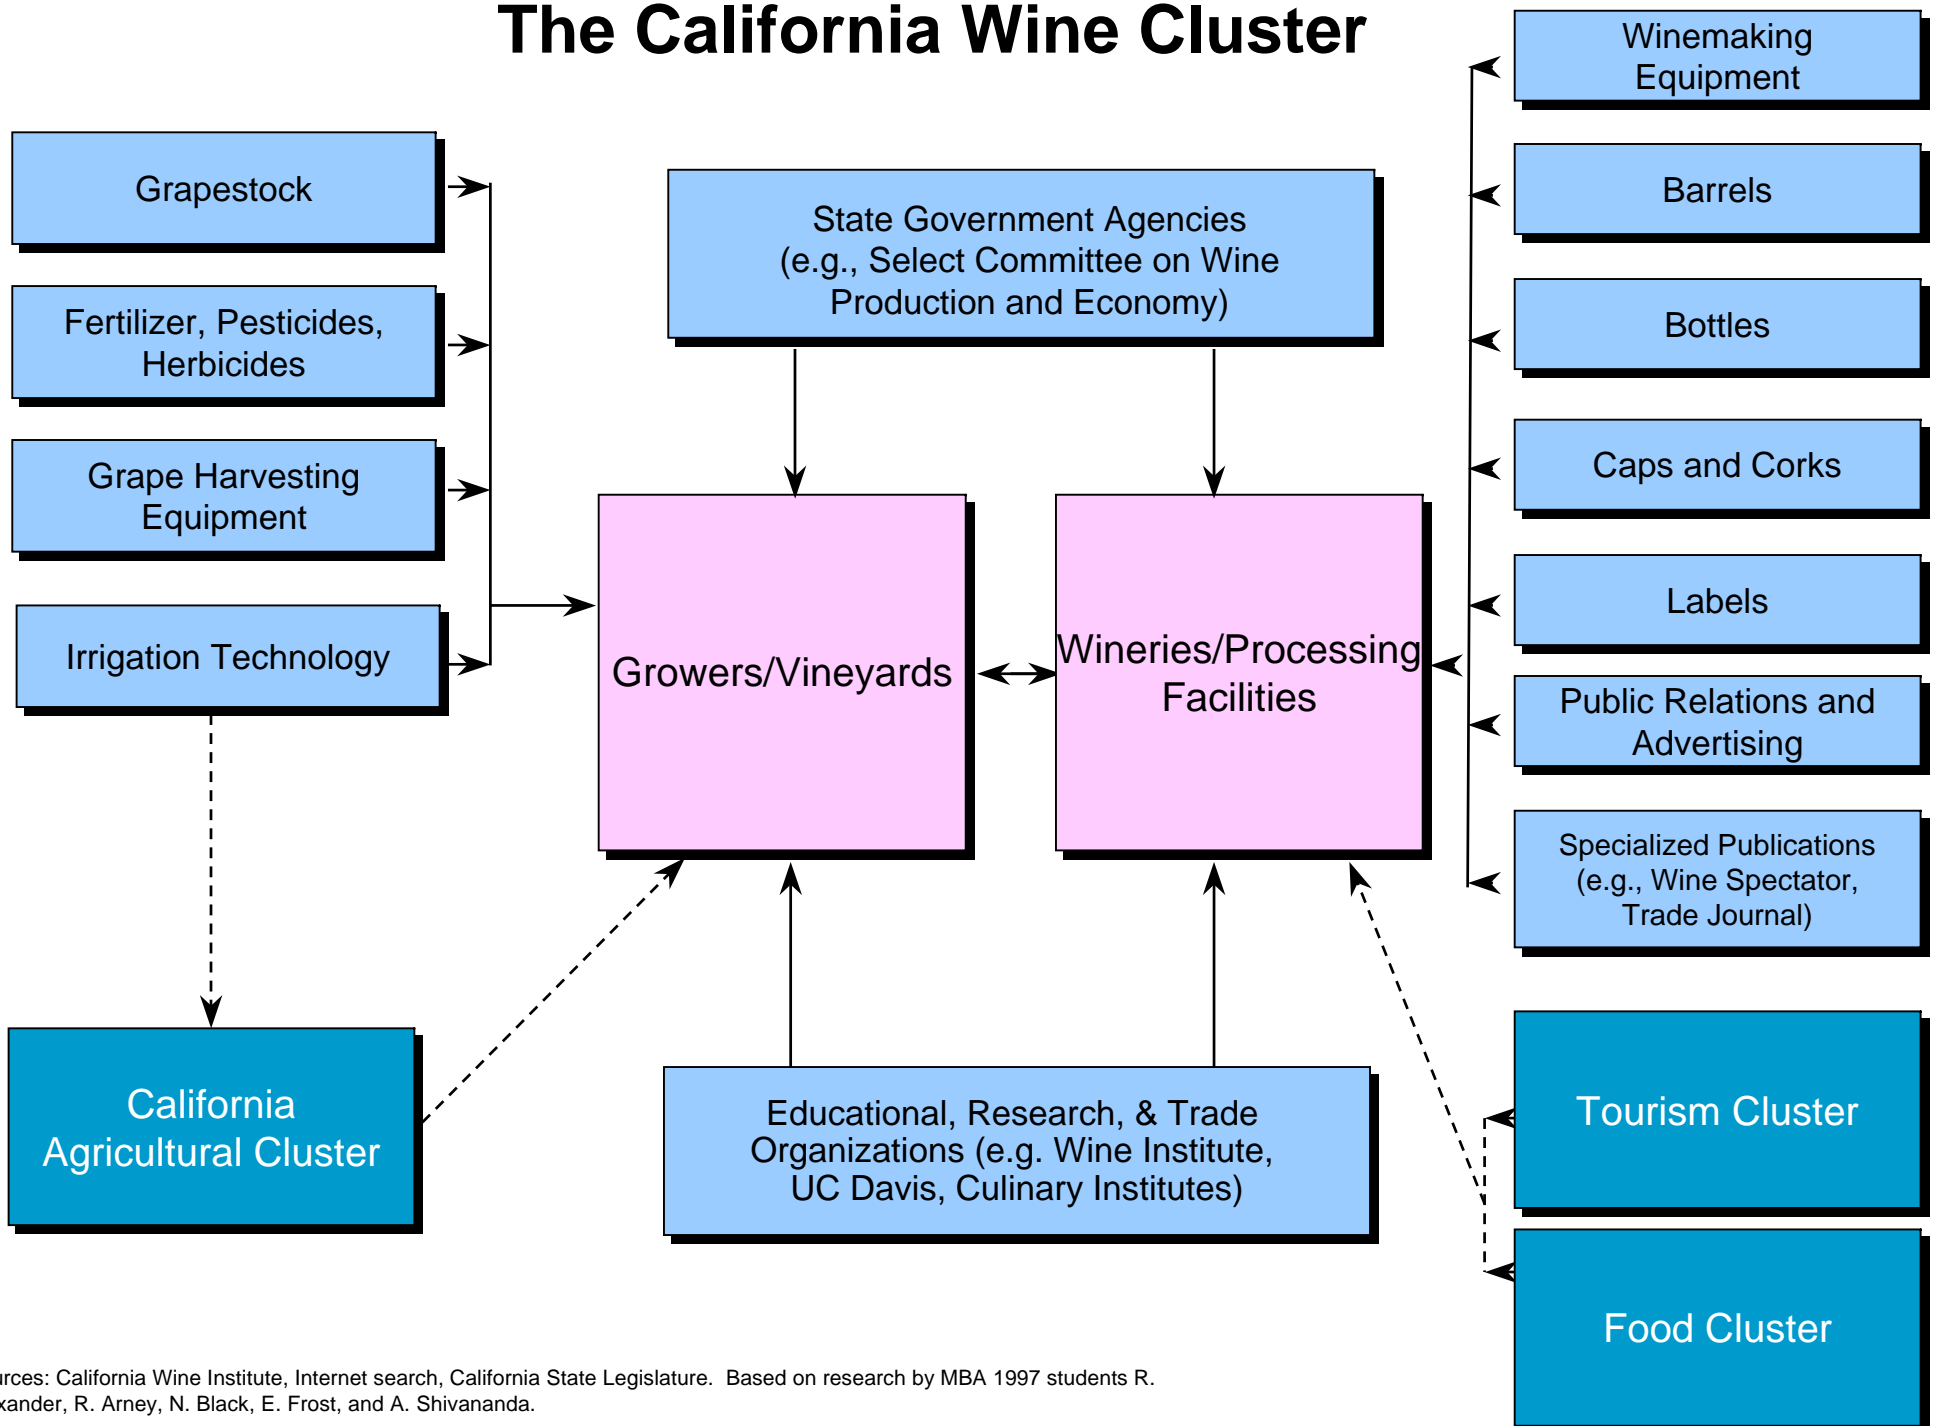 The California Wine Cluster
Grapestock
Fertilizer, Pesticides,
Herbicides
Grape Harvesting
Equipment
Irrigation Technology
State Government Agencies
(e.g., Select Committee on Wine
Production and Economy)
Growers/Vineyards
Wineries/Processing
Facilities
Winemaking
Equipment
Barrels
Bottles
Caps and Corks
Labels
Public Relations and
Advertising
Specialized Publications
(e.g., Wine Spectator,
Trade Journal)
California
Agricultural Cluster
Educational, Research, & Trade
Organizations (e.g. Wine Institute,
UC Davis, Culinary Institutes)
Tourism Cluster
Food Cluster
urces: California Wine Institute, Internet search, California State Legislature. Based on research by MBA 1997 students R.
xander, R. Arney, N. Black, E. Frost, and A. Shivananda.